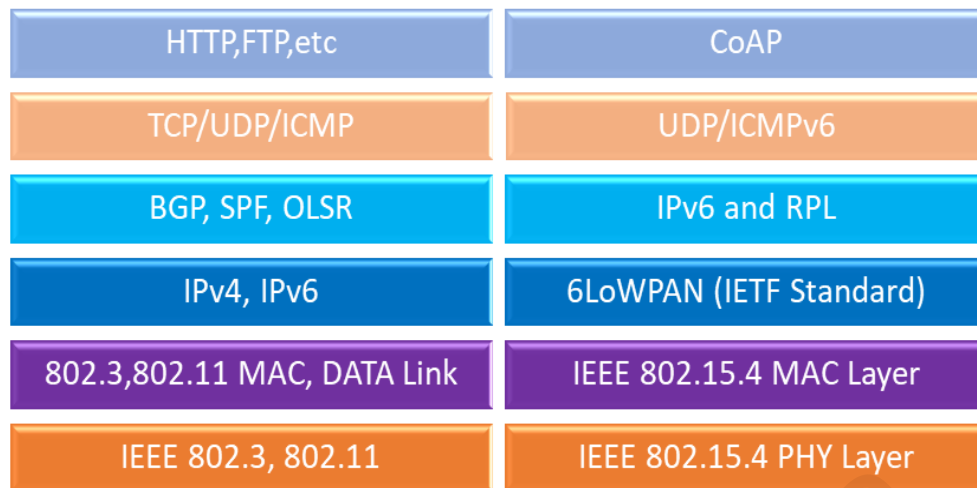 HTTP,FTP,etc
CoAP
TCP/UDP/ICMP
UDP/ICMPv6
BGP, SPF, OLSR
IPv6 and RPL
IPv4, IPv6
6LoWPAN (IETF Standard)
802.3,802.11 MAC, DATA Link
IEEE 802.15.4 MAC Layer
IEEE 802.3, 802.11
IEEE 802.15.4 PHY Layer